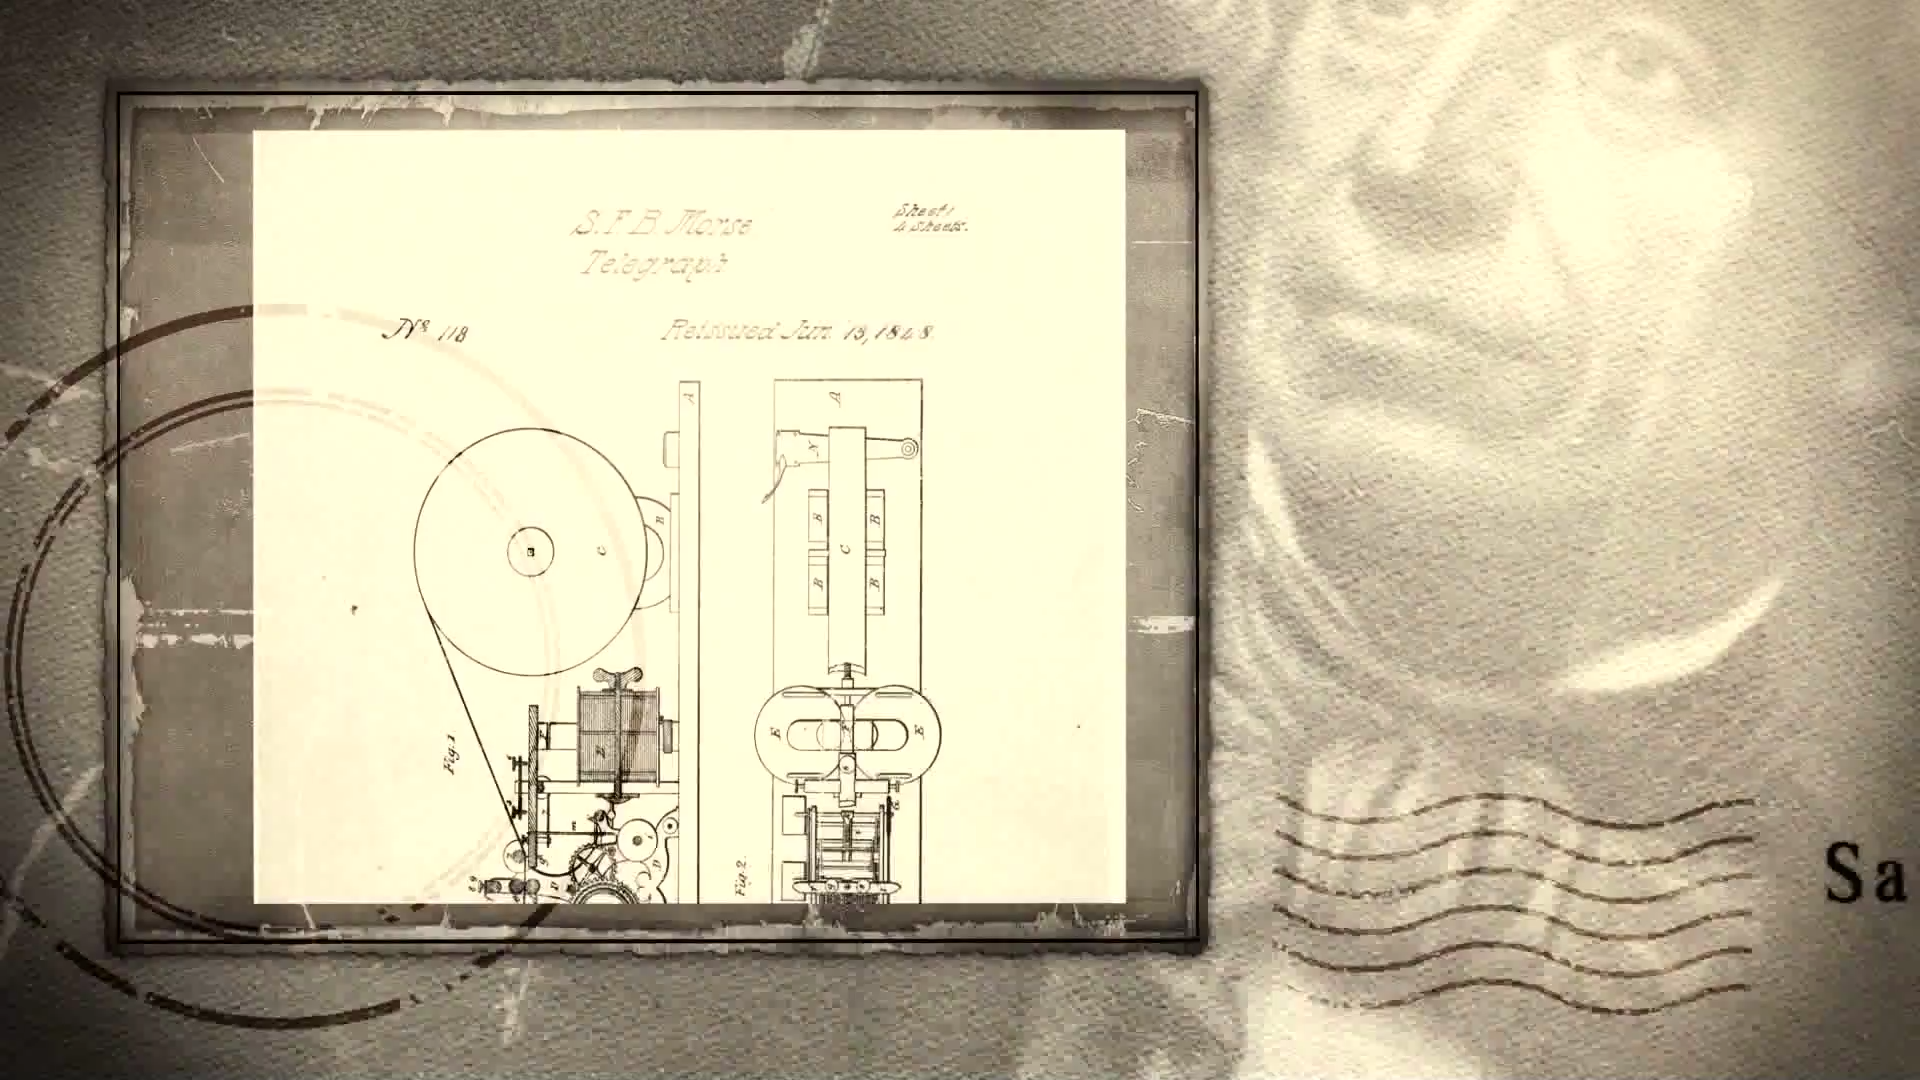 S. F. B. Morse
Telegraph
Sheet 1
4 Sheets.
Nº 118
Reissued Jun. 13, 1848.
A
A
N
B
B
B
C
C
B
B
B
E
E
E
F
Fig. 1.
Fig. 2.
D
D
Sa